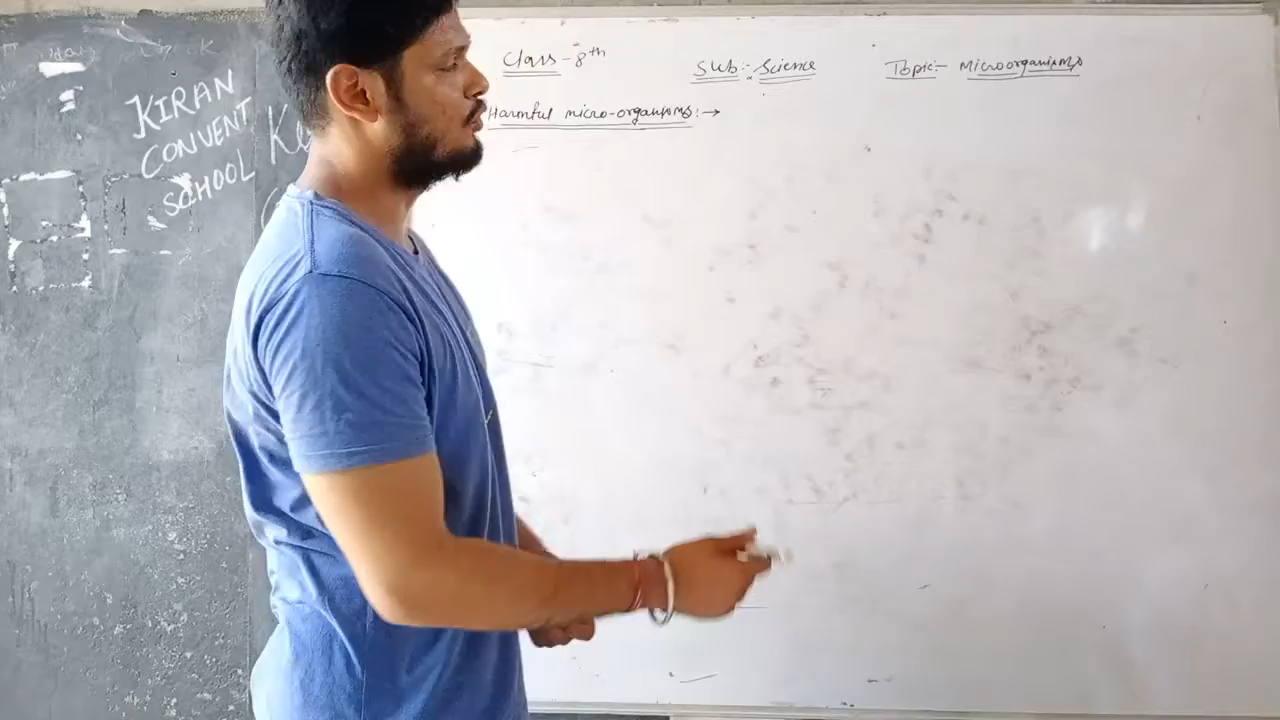 KIRAN
CONVENT
SCHOOL
Class - 8th
Sub:- Science
Topic:- Microorganisms
Harmful micro-organisms:→